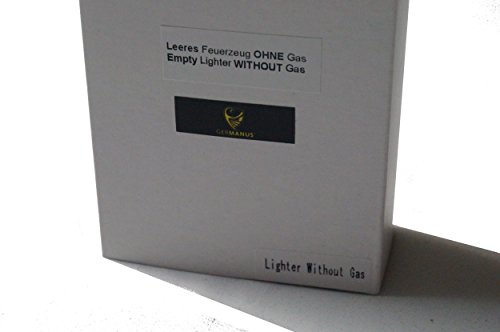 Leeres Feuerzeug OHNE Gas
Empty Lighter WITHOUT Gas
GERMANUS
Lighter Without Gas